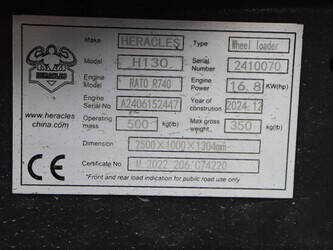 Make HERACLES Type Wheel loader
HERACLES
Model H130 Serial Number 2410070
Engine Model RATO R740 Engine Power 16.8 KW(hp)
Engine Serial No A2406152447 Year of construction 2024.12
www.heracles china.com
Operating mass 500 kg(lb) Max gross weight 350 kg(lb)
Dimension 2500×1000×1304mm
CE
Certificate No M.2022.206.C74220
*Front and rear load indication for public road use only